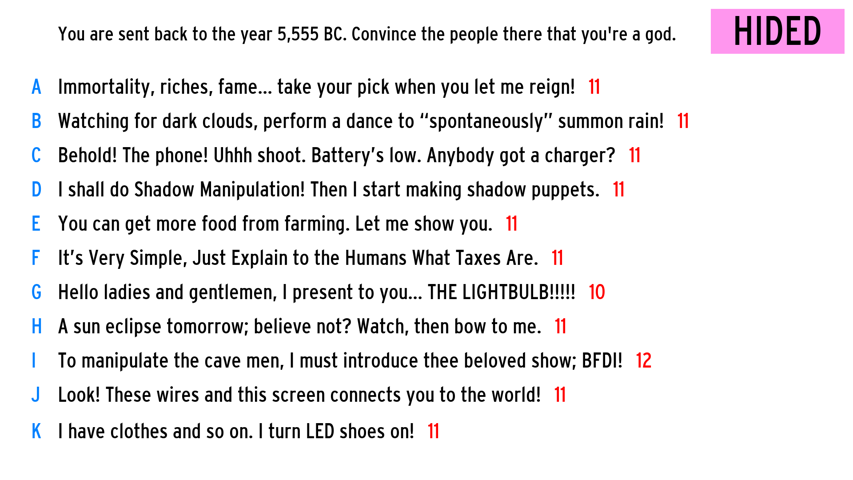 You are sent back to the year 5,555 BC. Convince the people there that you're a god.
HIDED
A Immortality, riches, fame... take your pick when you let me reign! 11
B Watching for dark clouds, perform a dance to “spontaneously” summon rain! 11
C Behold! The phone! Uhhh shoot. Battery’s low. Anybody got a charger? 11
D I shall do Shadow Manipulation! Then I start making shadow puppets. 11
E You can get more food from farming. Let me show you. 11
F It’s Very Simple, Just Explain to the Humans What Taxes Are. 11
G Hello ladies and gentlemen, I present to you... THE LIGHTBULB!!!!! 10
H A sun eclipse tomorrow; believe not? Watch, then bow to me. 11
I To manipulate the cave men, I must introduce thee beloved show; BFDI! 12
J Look! These wires and this screen connects you to the world! 11
K I have clothes and so on. I turn LED shoes on! 11